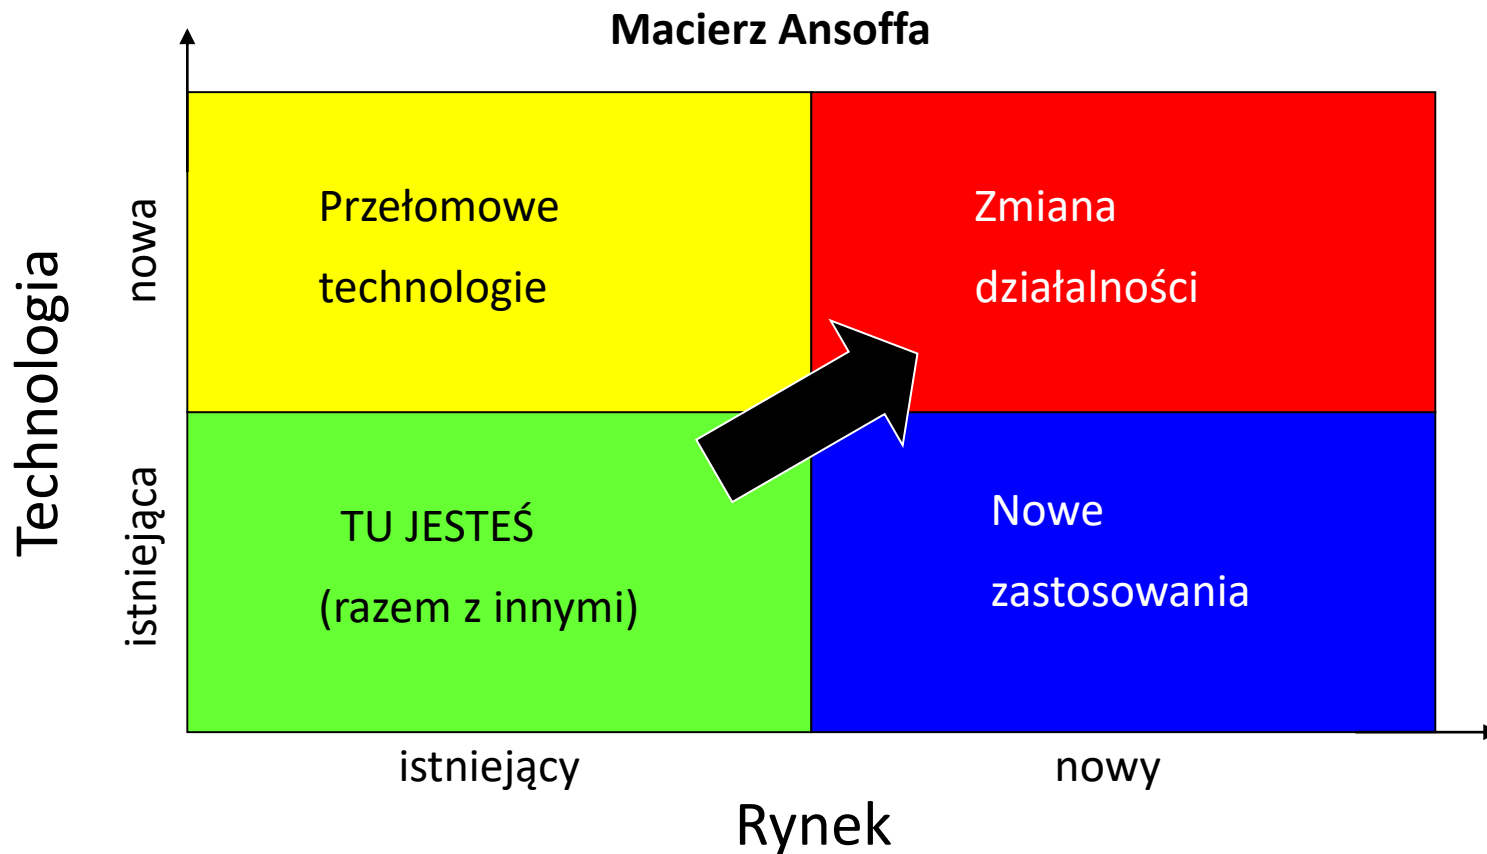 Macierz Ansoffa
Technologia
nowa
istniejąca
Przełomowe
technologie
Zmiana
działalności
TU JESTEŚ
(razem z innymi)
Nowe
zastosowania
istniejący
nowy
Rynek